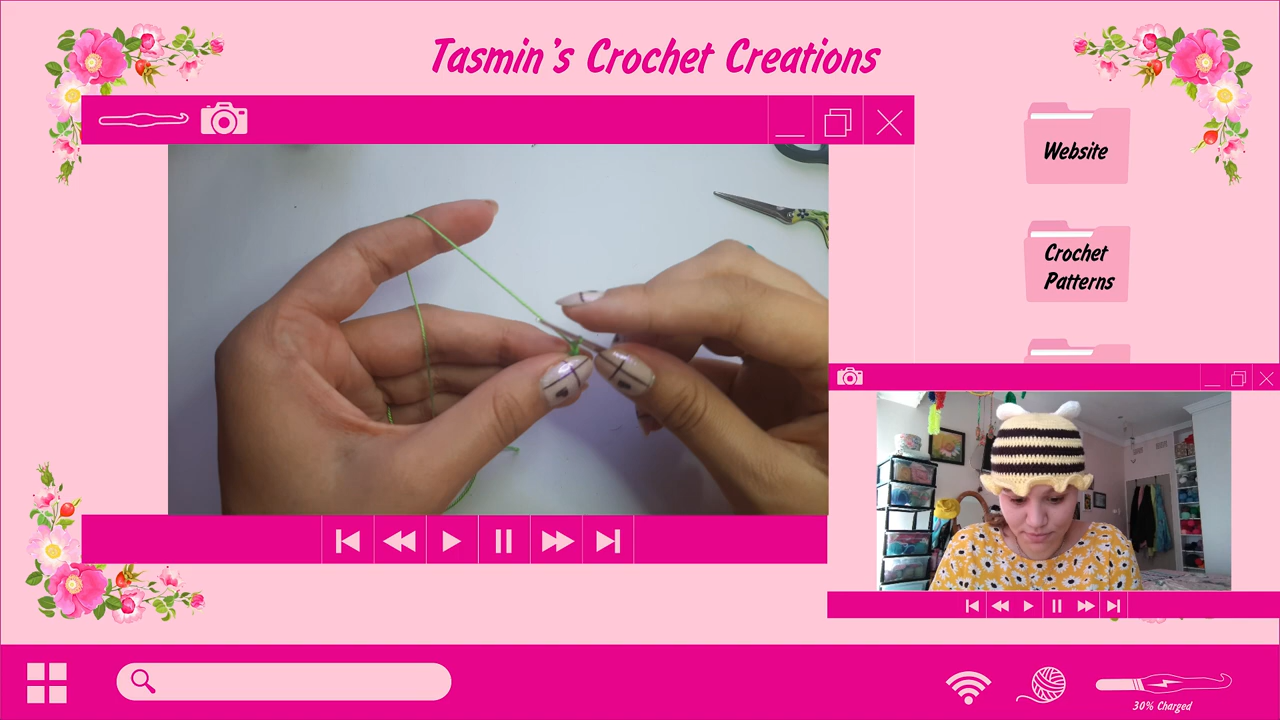 Tasmin's Crochet Creations
Website
Crochet
Patterns
30% Charged